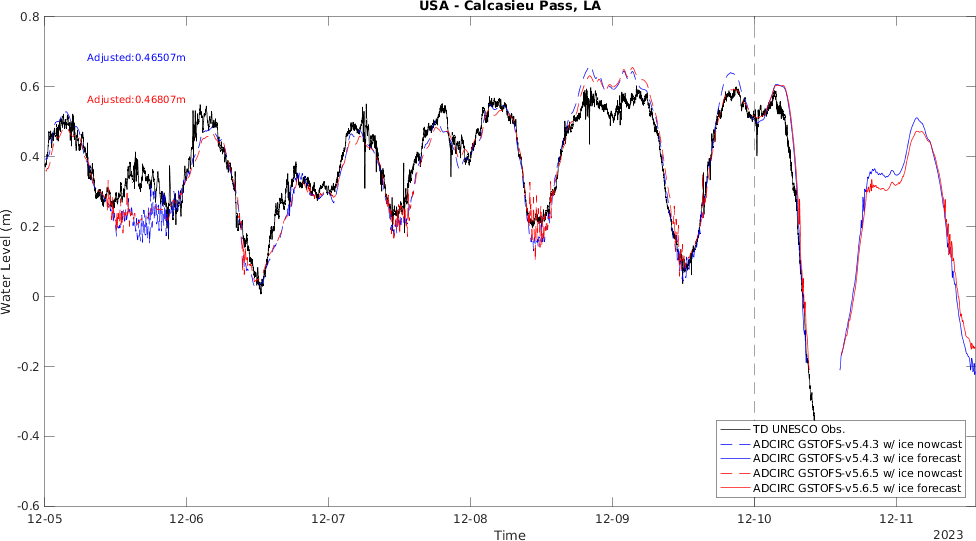 USA - Calcasieu Pass, LA
0.8
0.6
0.4
0.2
0
-0.2
-0.4
-0.6
Water Level (m)
Adjusted:0.46507m
Adjusted:0.46807m
TD UNESCO Obs.
ADCIRC GSTOFS-v5.4.3 w/ ice nowcast
ADCIRC GSTOFS-v5.4.3 w/ ice forecast
ADCIRC GSTOFS-v5.6.5 w/ ice nowcast
ADCIRC GSTOFS-v5.6.5 w/ ice forecast
12-05 12-06 12-07 12-08 12-09 12-10 12-11
Time
2023